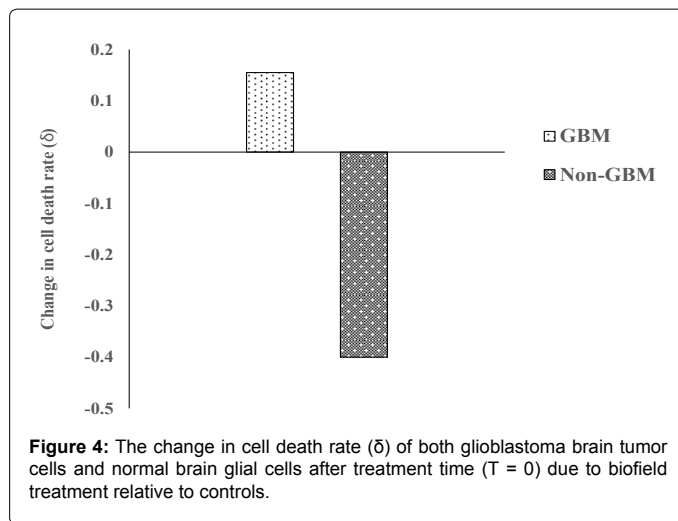 0.2
0.1
0
-0.1
-0.2
-0.3
-0.4
-0.5
Change in cell death rate (δ)
GBM
Non-GBM
Figure 4: The change in cell death rate (δ) of both glioblastoma brain tumor
cells and normal brain glial cells after treatment time (T = 0) due to biofield
treatment relative to controls.